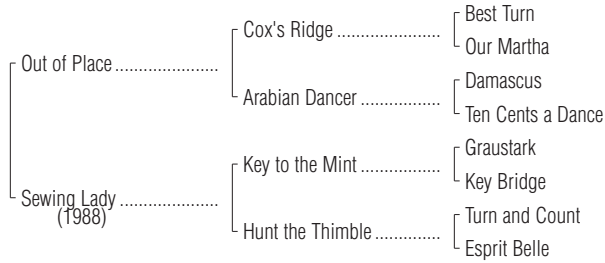 Best Turn
Cox's Ridge ....................
Our Martha
Out of Place ....................
Damascus
Arabian Dancer ................
Ten Cents a Dance
Graustark
Key to the Mint ................
Key Bridge
Sewing Lady ...................
(1988)
Turn and Count
Hunt the Thimble .............
Esprit Belle